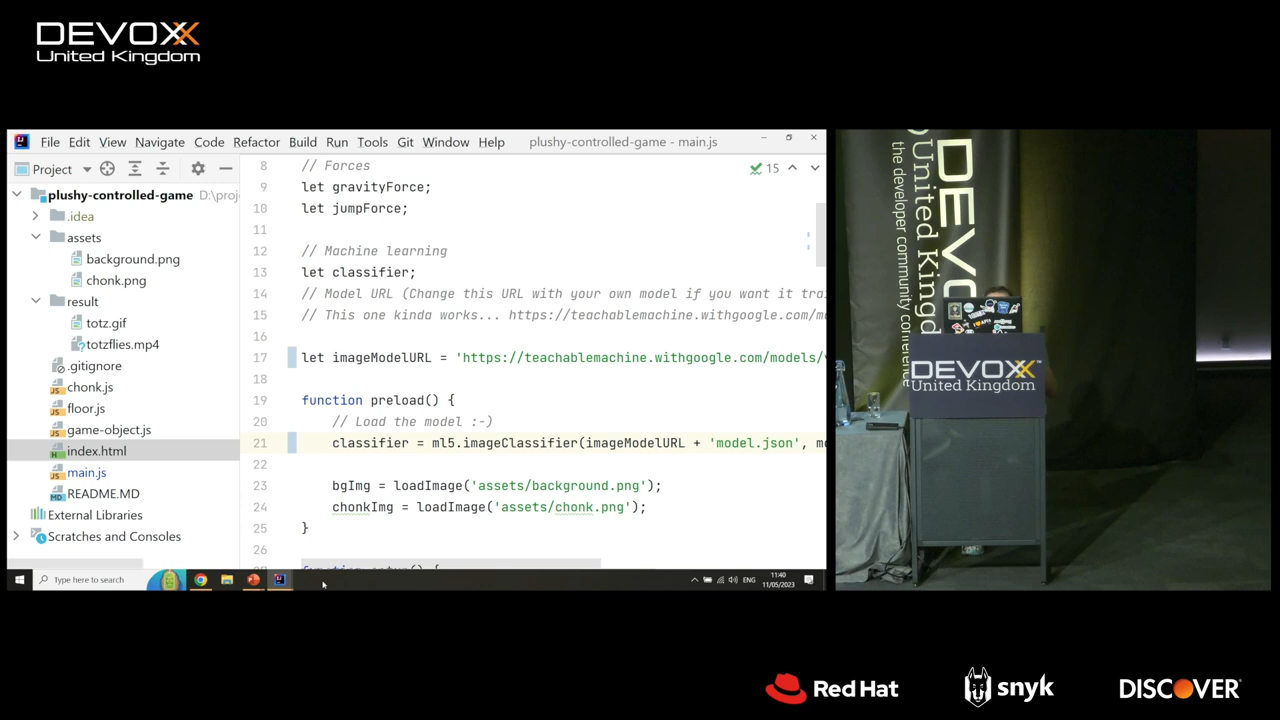 DEVOXX
United Kingdom
File Edit View Navigate Code Refactor Build Run Tools Git Window Help plushy-controlled-game - main.js
Project
plushy-controlled-game D:\proj
.idea
assets
background.png
chonk.png
result
totz.gif
totzflies.mp4
.gitignore
chonk.js
floor.js
game-object.js
index.html
main.js
README.MD
External Libraries
Scratches and Consoles
15
8 // Forces
9 let gravityForce;
10 let jumpForce;
11
12 // Machine learning
13 let classifier;
14 // Model URL (Change this URL with your own model if you want it trai
15 // This one kinda works... https://teachablemachine.withgoogle.com/m
16
17 let imageModelURL = 'https://teachablemachine.withgoogle.com/models/
18
19 function preload() {
20 // Load the model :-)
21 classifier = ml5.imageClassifier(imageModelURL + 'model.json', mo
22
23 bgImg = loadImage('assets/background.png');
24 chonkImg = loadImage('assets/chonk.png');
25 }
26
Type here to search
ENG
11:40
11/05/2023
DEVOX
United Kingd
the developer community conference
DEVOXX™
United Kingdom
Red Hat
snyk
DISCOVER